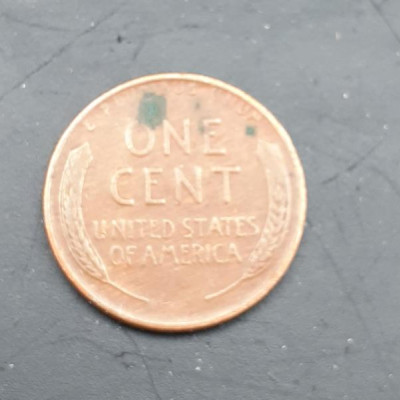 ONE
CENT
UNITED STATES
OF AMERICA